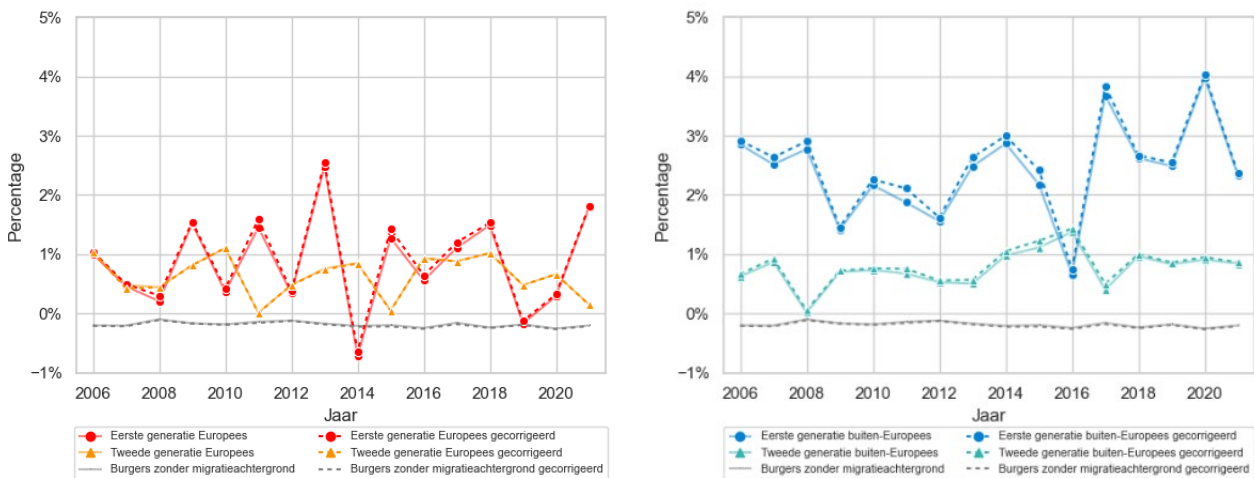 5%
4%
3%
2%
1%
0%
−1%
Percentage
2006 2008 2010 2012 2014 2016 2018 2020
Jaar
Eerste generatie Europees
Tweede generatie Europees
Burgers zonder migratieachtergrond
Eerste generatie Europees gecorrigeerd
Tweede generatie Europees gecorrigeerd
Burgers zonder migratieachtergrond gecorrigeerd
5%
4%
3%
2%
1%
0%
−1%
Percentage
2006 2008 2010 2012 2014 2016 2018 2020
Jaar
Eerste generatie buiten-Europees
Tweede generatie buiten-Europees
Burgers zonder migratieachtergrond
Eerste generatie buiten-Europees gecorrigeerd
Tweede generatie buiten-Europees gecorrigeerd
Burgers zonder migratieachtergrond gecorrigeerd